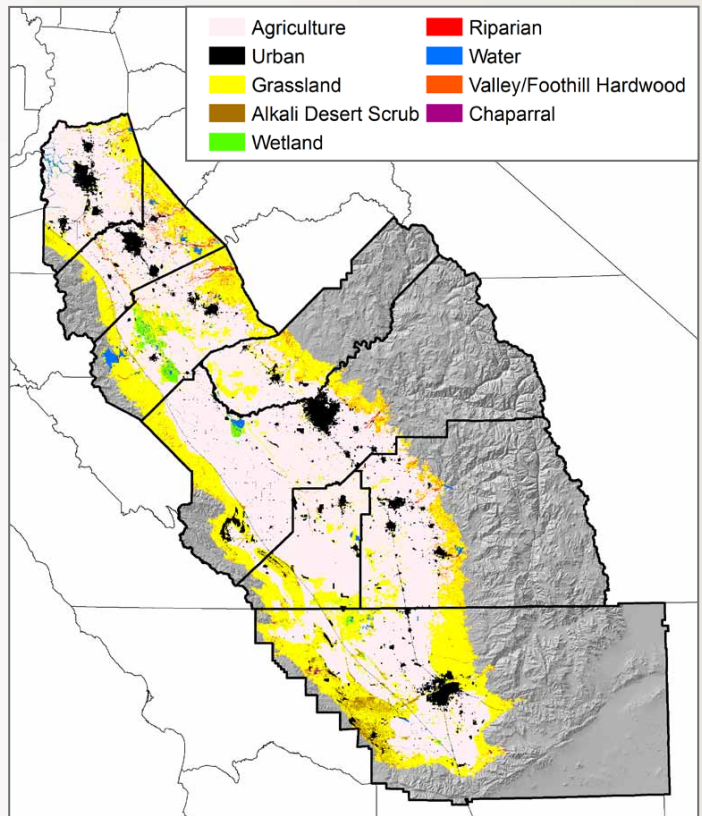 Agriculture
Urban
Grassland
Alkali Desert Scrub
Wetland
Riparian
Water
Valley/Foothill Hardwood
Chaparral